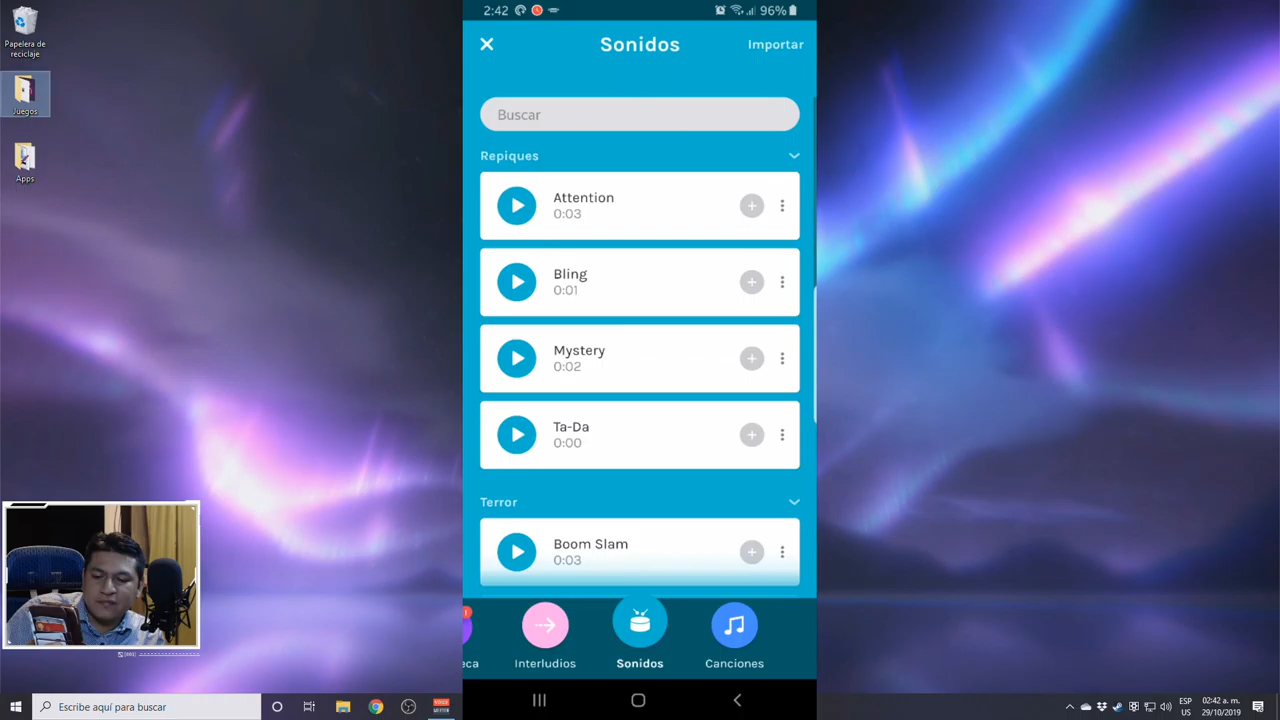 Papelera de
reciclaje
Juegos
Apps
2:42
96%
Sonidos
Importar
Buscar
Repiques
Attention
0:03
Bling
0:01
Mystery
0:02
Ta-Da
0:00
Terror
Boom Slam
0:03
eca
Interludios
Sonidos
Canciones
Escribe aquí para buscar
ESP
US
02:42 a.m.
29/10/2019